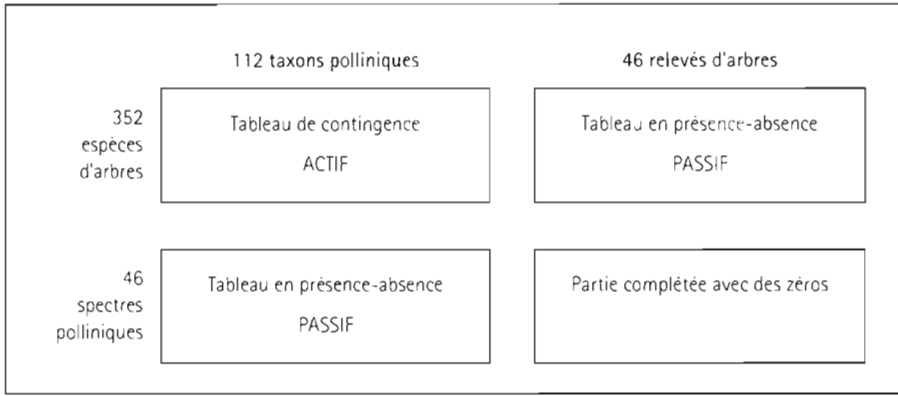 112 taxons polliniques
46 relevés d'arbres
352
espèces
d'arbres
Tableau de contingence
ACTIF
Tableau en présence-absence
PASSIF
46
spectres
polliniques
Tableau en présence-absence
PASSIF
Partie complétée avec des zéros